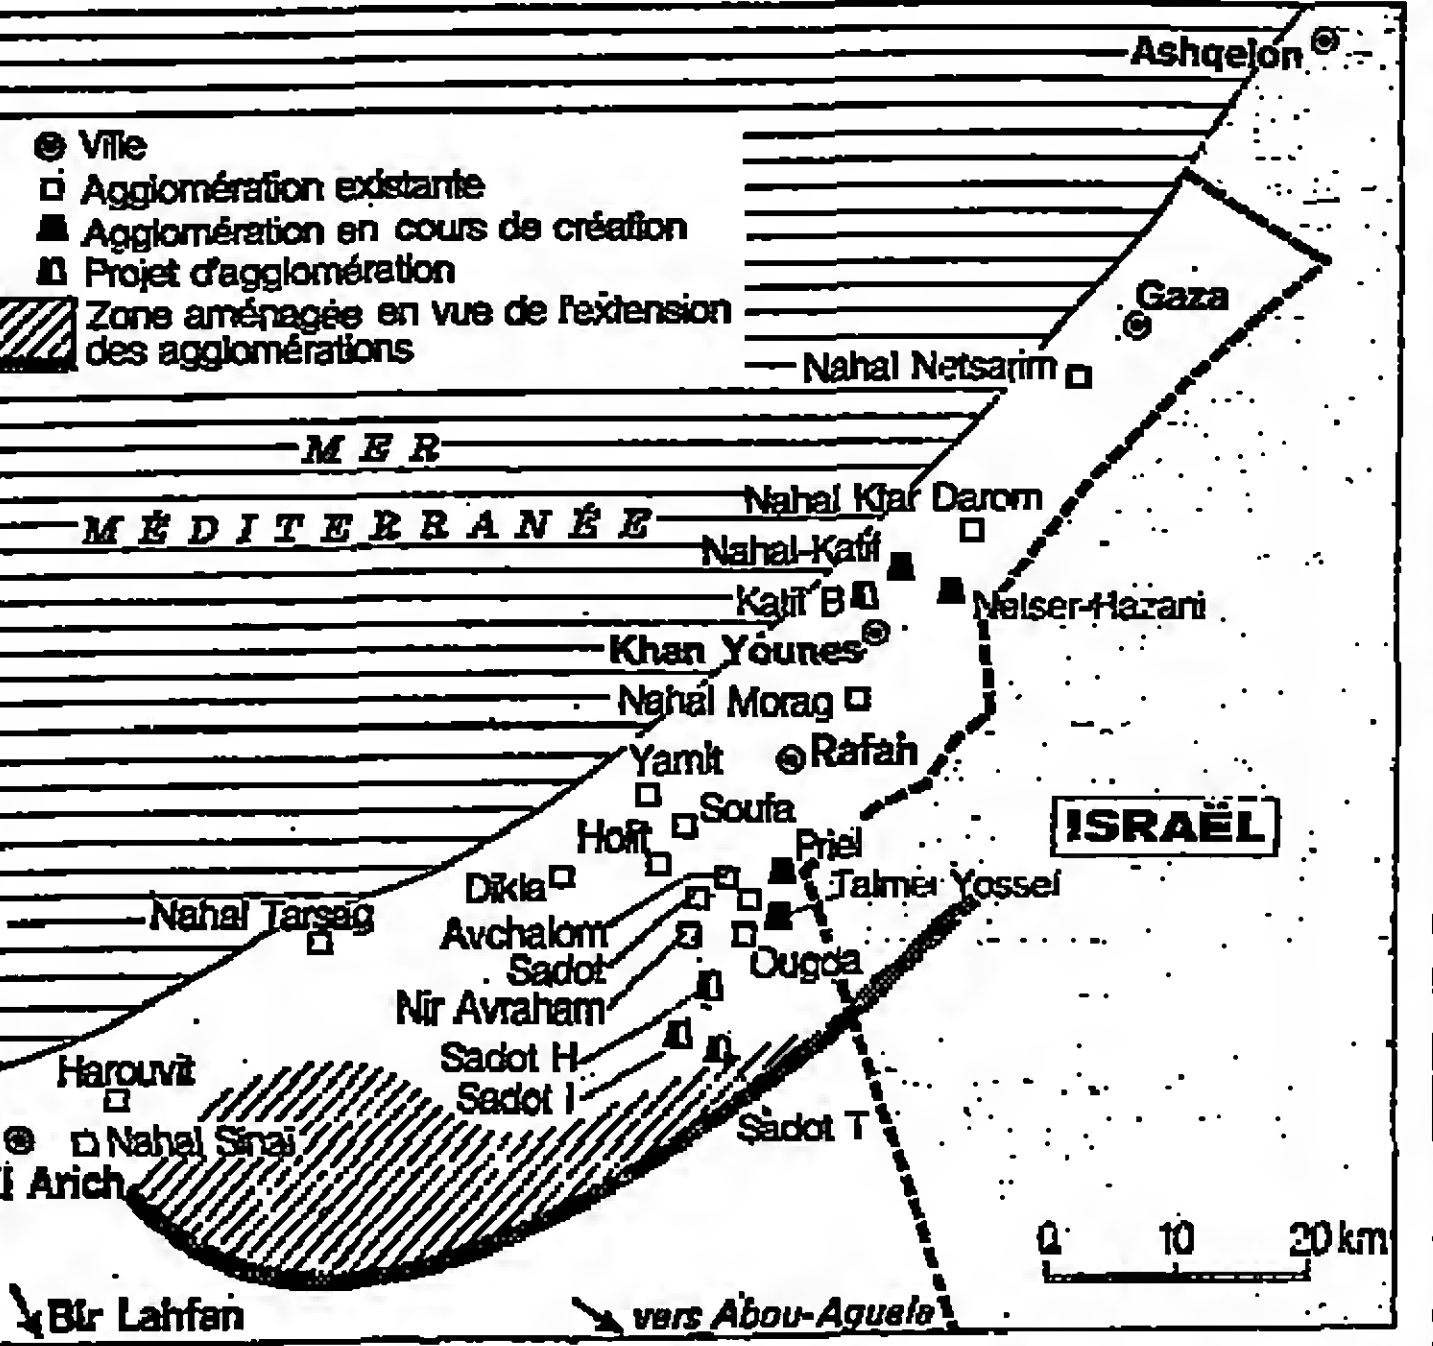 Ashqelon
Ville
Agglomération existante
Agglomération en cours de création
Projet d'agglomération
Zone aménagée en vue de l'extension
des agglomérations
Gaza
Nahal Netsarim
MER
MÉDITERRANÉE
Nahal Kfar Darom
Nahal-Katif
Katif B
Netser-Hazani
Khan Younes
Nahal Morag
Yamit
Rafah
Soufa
ISRAËL
Holit
Priel
Dikla
Talmei Yossef
Nahal Tarsag
Avchalom
Sadot
Ougda
Nir Avraham
Sadot H
Harouvit
Sadot I
Sadot T
Nahal Sinaï
El Arich
0 10 20 km
Bir Lahfan
vers Abou-Aguela